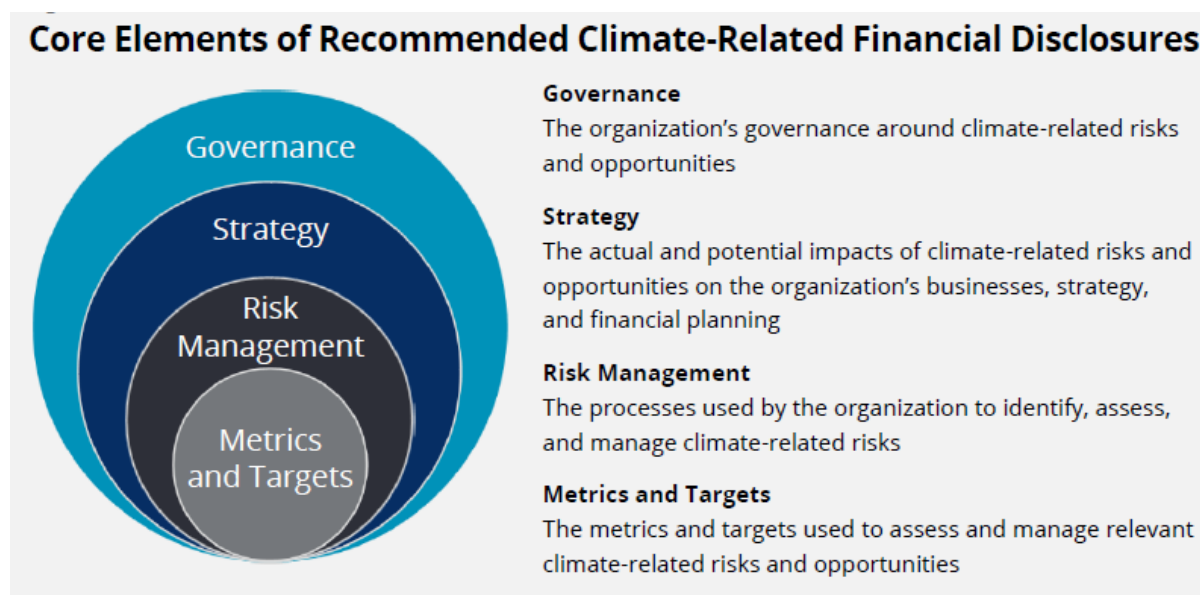 Core Elements of Recommended Climate-Related Financial Disclosures
Governance
Strategy
Risk
Management
Metrics
and Targets
Governance
The organization’s governance around climate-related risks
and opportunities
Strategy
The actual and potential impacts of climate-related risks and
opportunities on the organization’s businesses, strategy,
and financial planning
Risk Management
The processes used by the organization to identify, assess,
and manage climate-related risks
Metrics and Targets
The metrics and targets used to assess and manage relevant
climate-related risks and opportunities